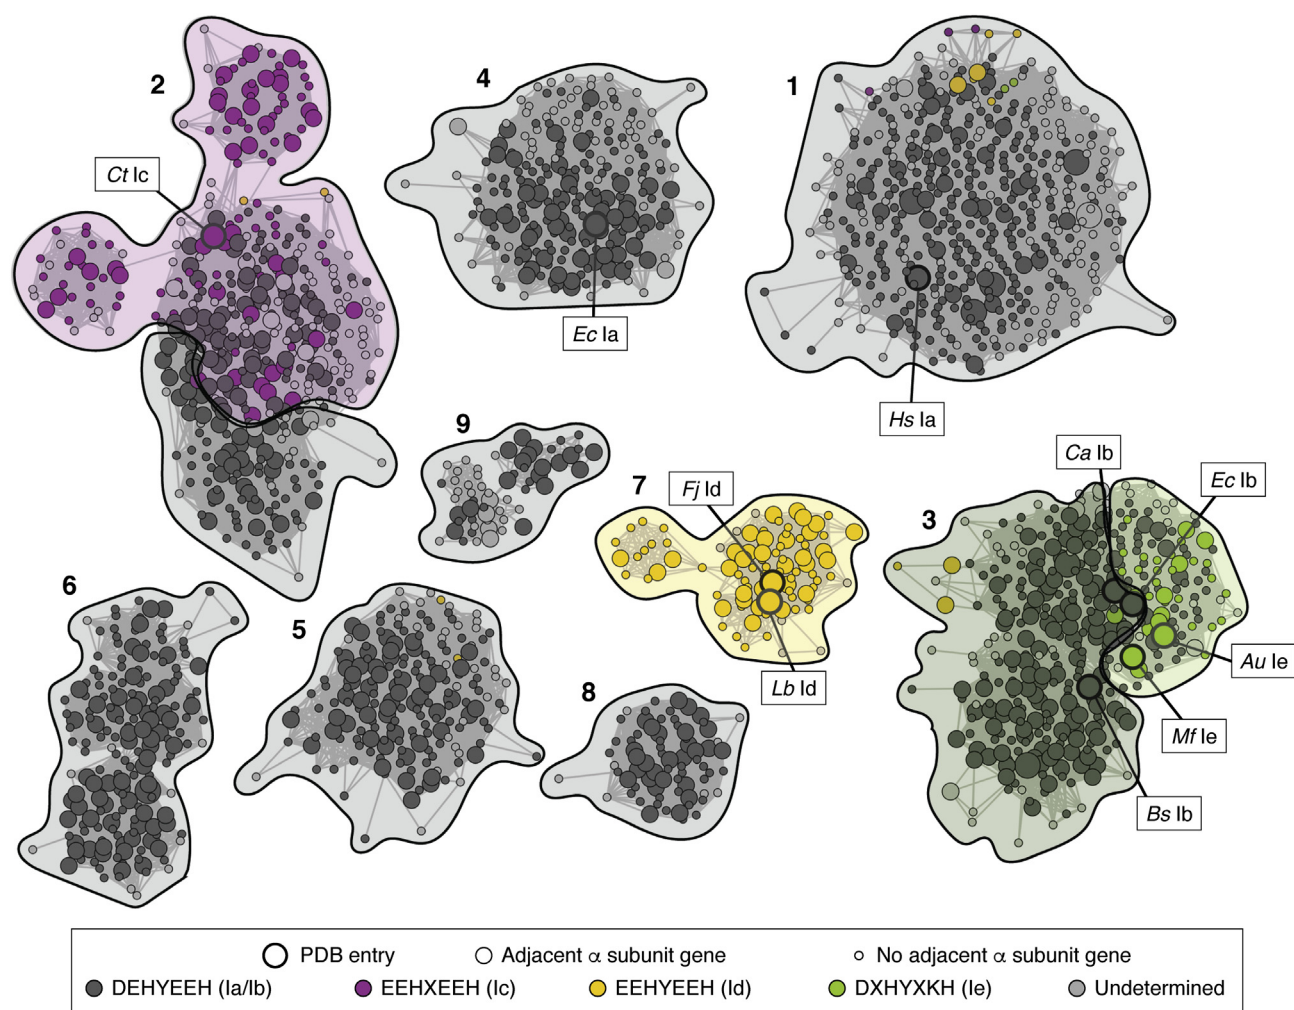 2
4
1
Ct Ic
Ec Ia
Hs Ia
9
7
Fj Id
Ca Ib
Ec Ib
3
6
5
8
Lb Id
Au Ie
Mf Ie
Bs Ib
PDB entry
Adjacent α subunit gene
No adjacent α subunit gene
DEHYEEH (Ia/Ib)
EEHXEEH (Ic)
EEHYEEH (Id)
DXHYXKH (Ie)
Undetermined